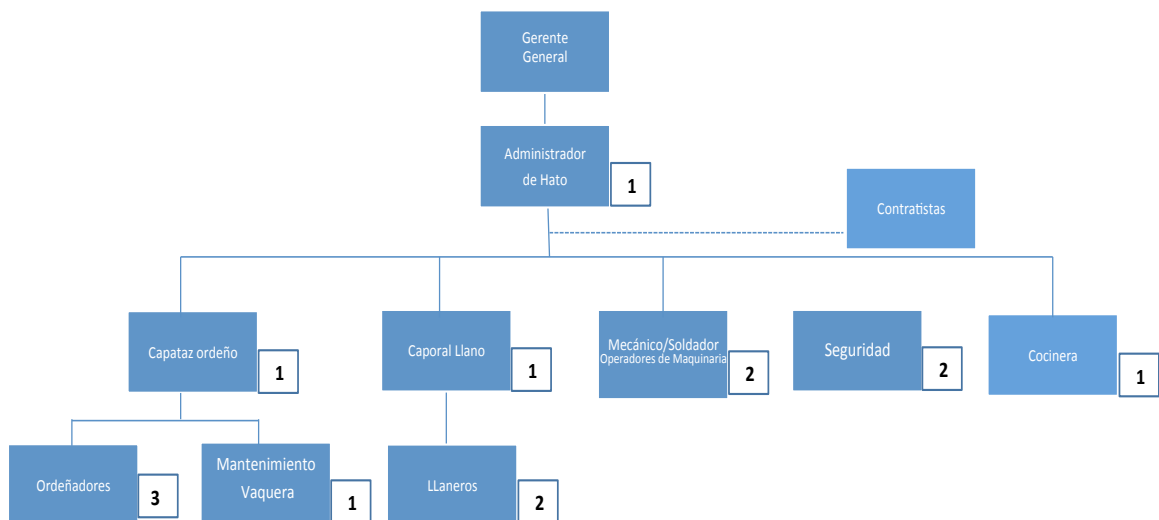 Gerente
General
Administrador
de Hato
1
Contratistas
Capataz ordeño
1
Caporal Llano
1
Mecánico/Soldador
Operadores de Maquinaria
2
Seguridad
2
Cocinera
1
Ordeñadores
3
Mantenimiento
Vaquera
1
LLaneros
2